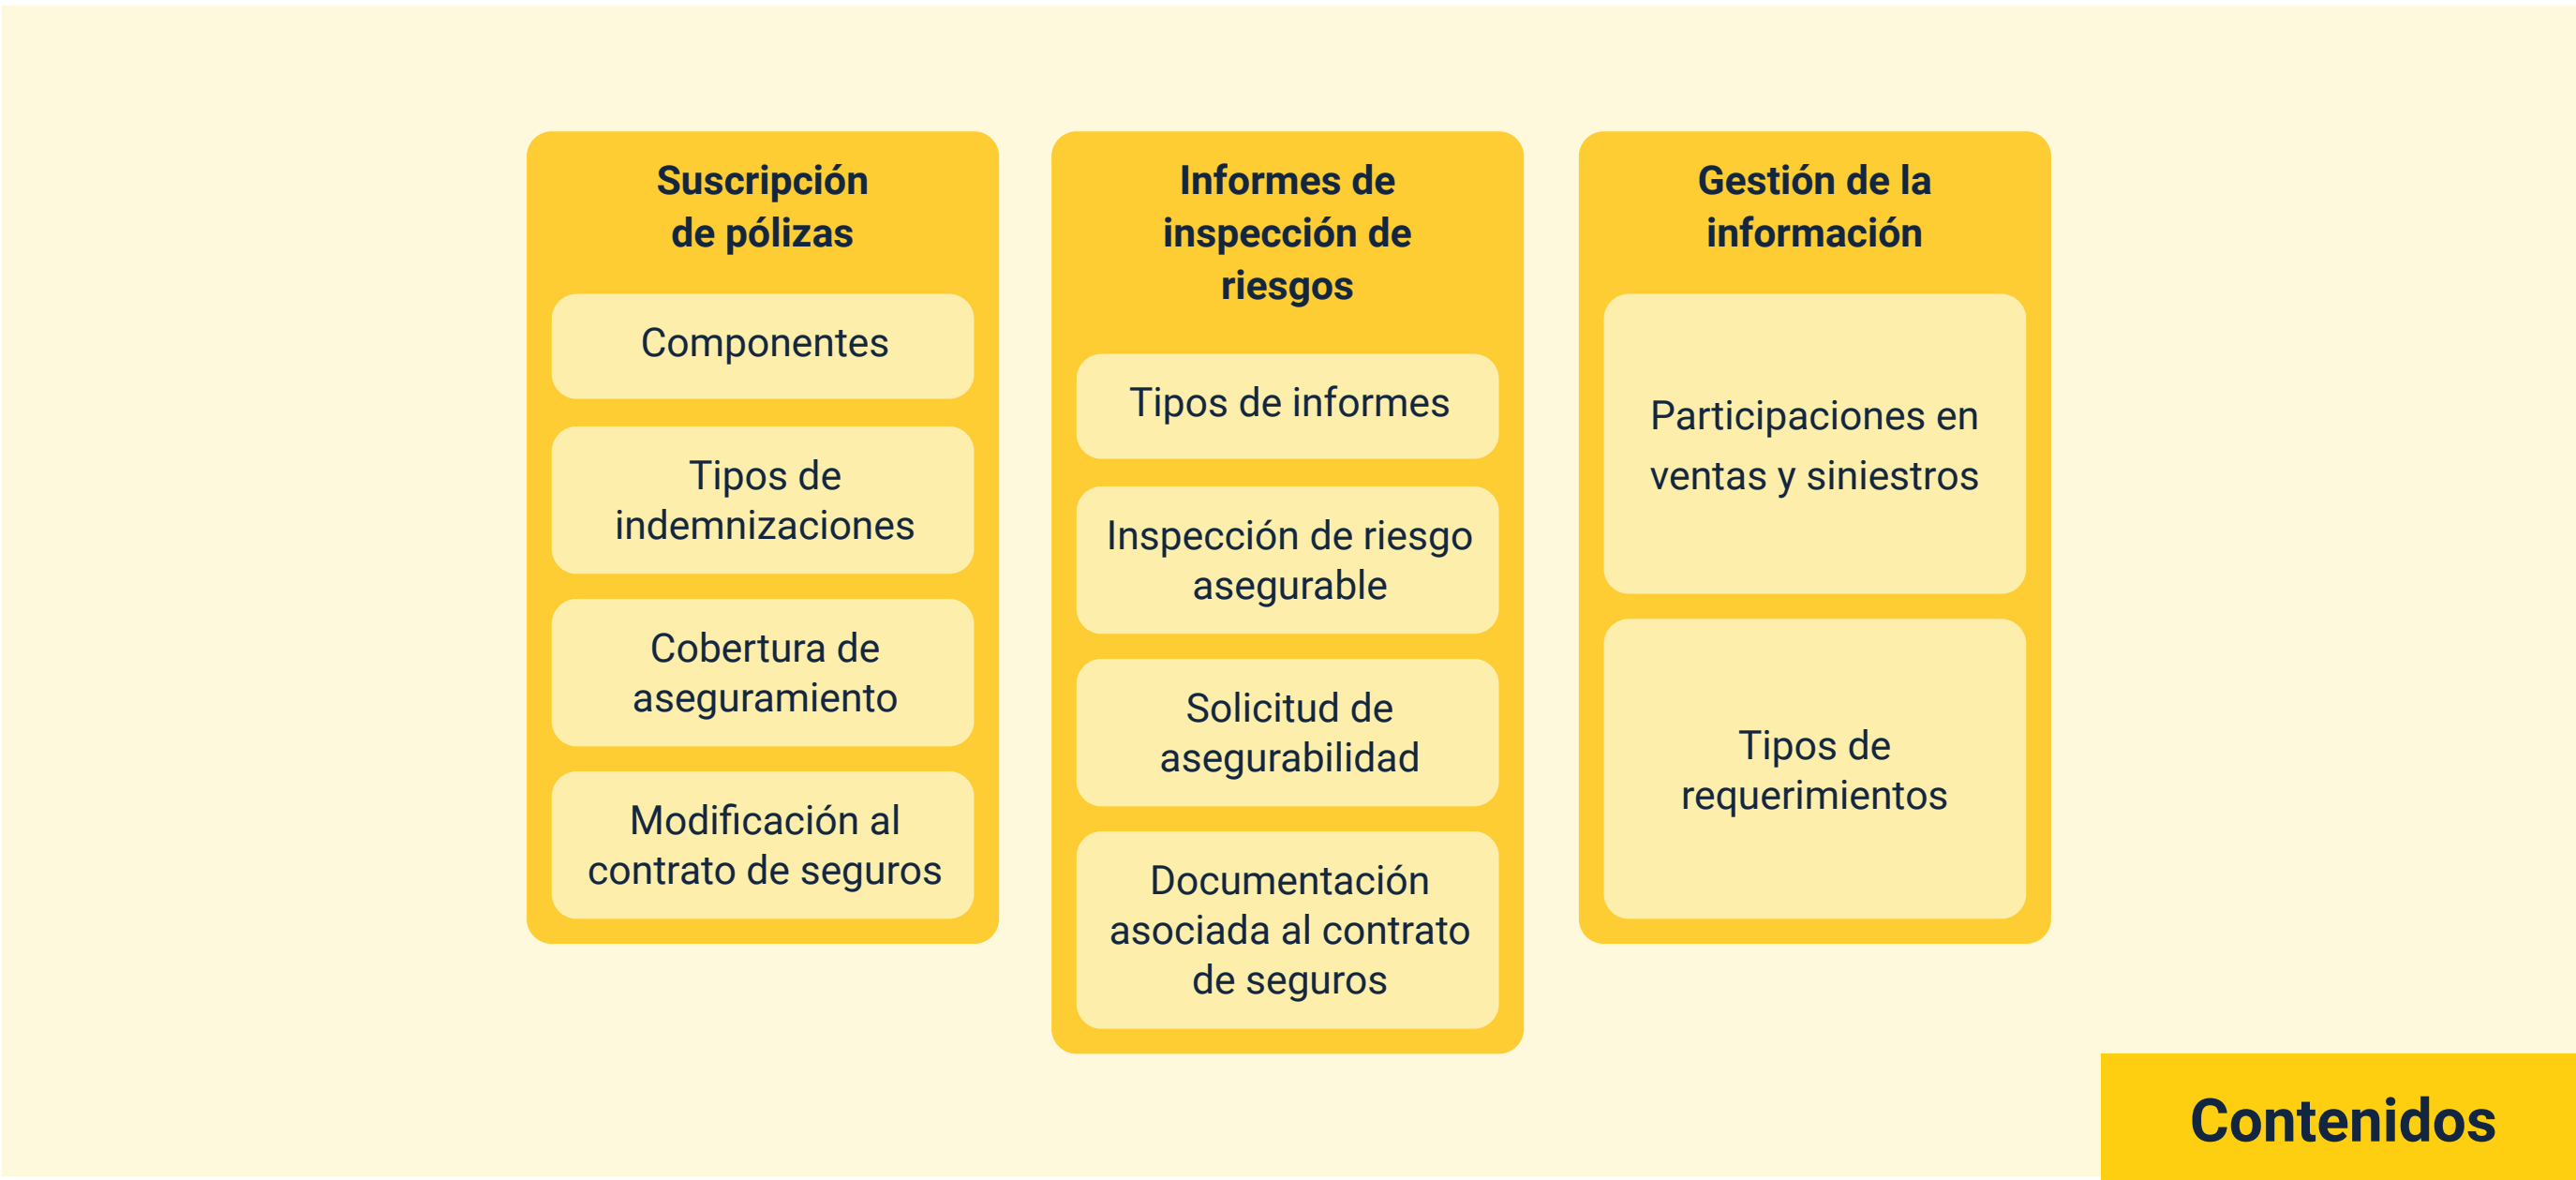 Suscripción
de pólizas
Componentes
Tipos de
indemnizaciones
Cobertura de
aseguramiento
Modificación al
contrato de seguros
Informes de
inspección de
riesgos
Tipos de informes
Inspección de riesgo
asegurable
Solicitud de
asegurabilidad
Documentación
asociada al contrato
de seguros
Gestión de la
información
Participaciones en
ventas y siniestros
Tipos de
requerimientos
Contenidos